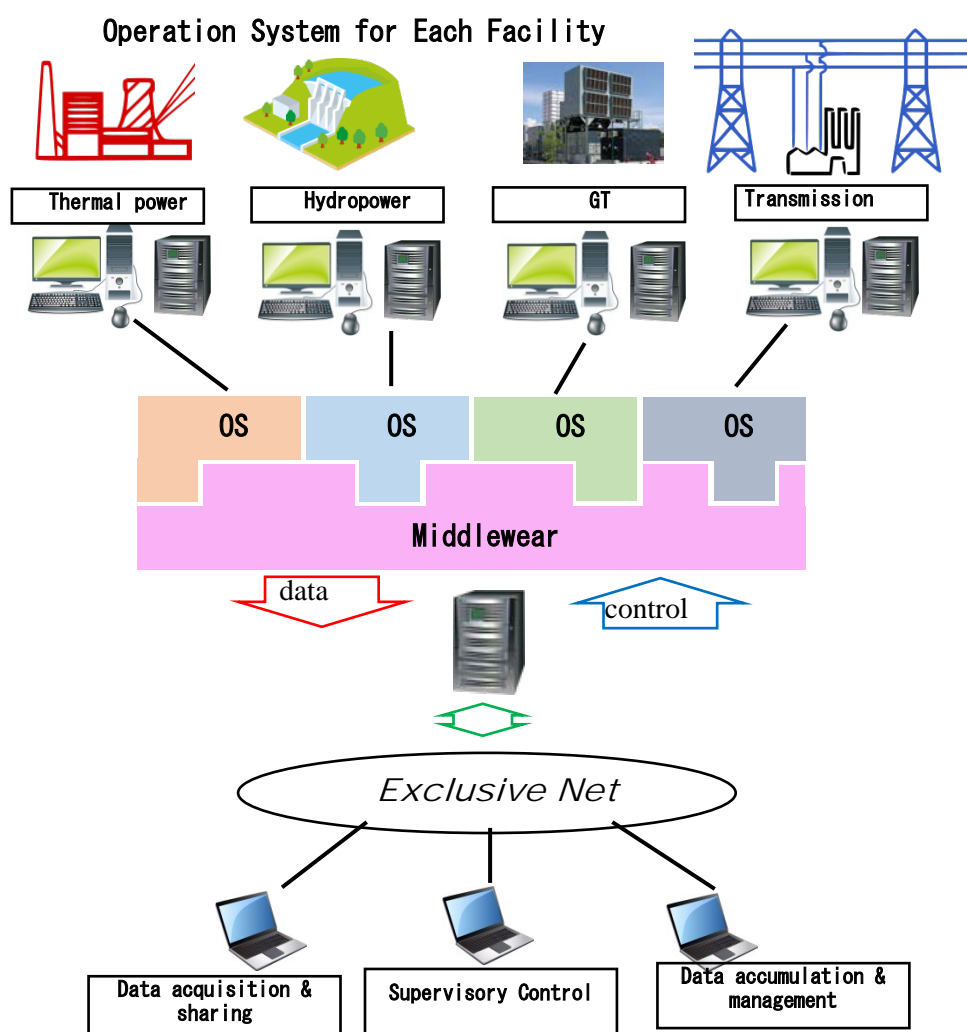 Operation System for Each Facility
Thermal power
Hydropower
GT
Transmission
OS
OS
OS
OS
Middlewear
data
control
Exclusive Net
Data acquisition &
sharing
Supervisory Control
Data accumulation &
management